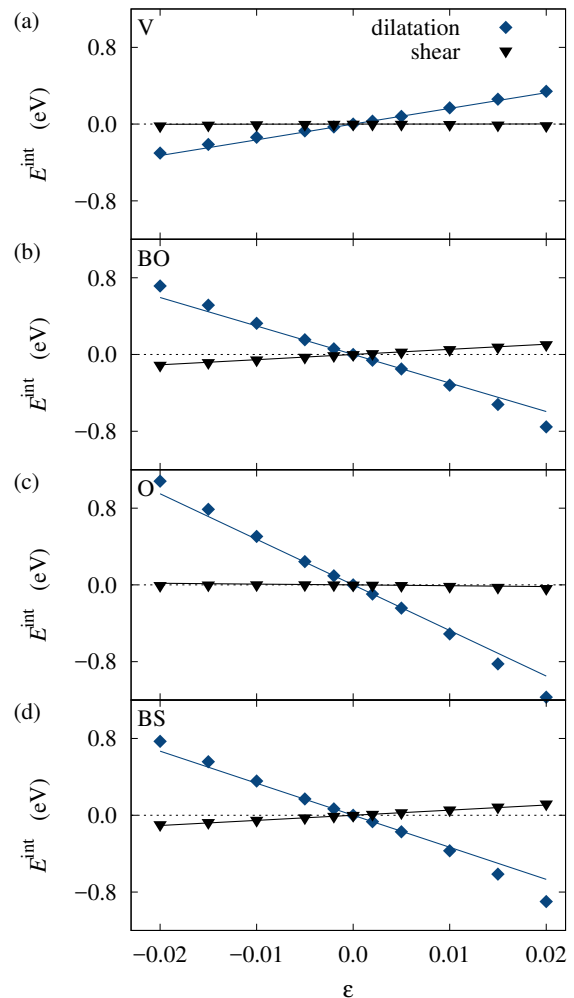 (a)
V
dilatation
shear
0.8
0.0
−0.8
E^int (eV)
(b)
BO
0.8
0.0
−0.8
E^int (eV)
(c)
O
0.8
0.0
−0.8
E^int (eV)
(d)
BS
0.8
0.0
−0.8
E^int (eV)
−0.02 −0.01 0.0 0.01 0.02
ε